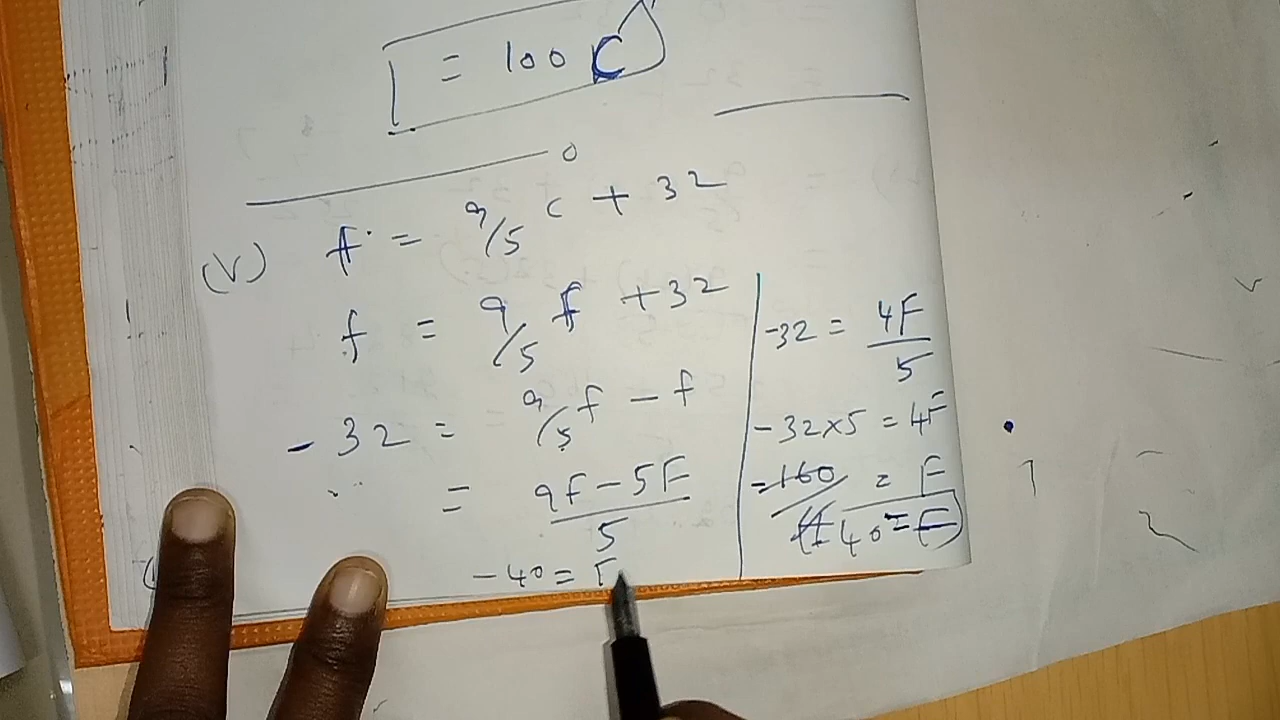 = 100 C
(V) F = 9/5 C + 32
f = 9/5 F + 32
- 32 = 9/5 f - f
= 9F - 5F / 5
- 40 = F
-32 = 4F / 5
- 32 x 5 = 4F
-160 / 4 = F
40 = F